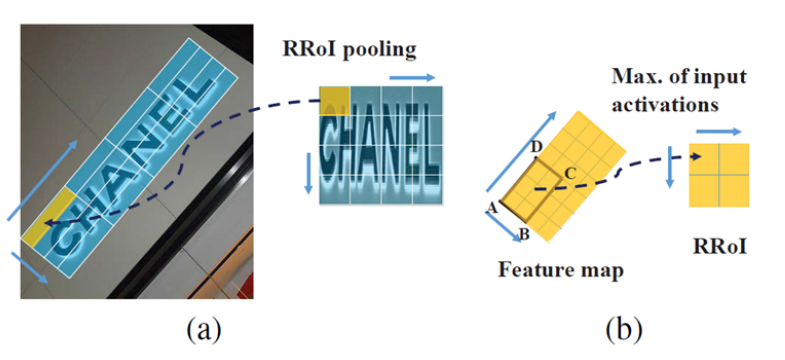 RRoI pooling
CHANEL
CHANEL
(a)
Max. of input
activations
D
C
A
B
Feature map
RRoI
(b)